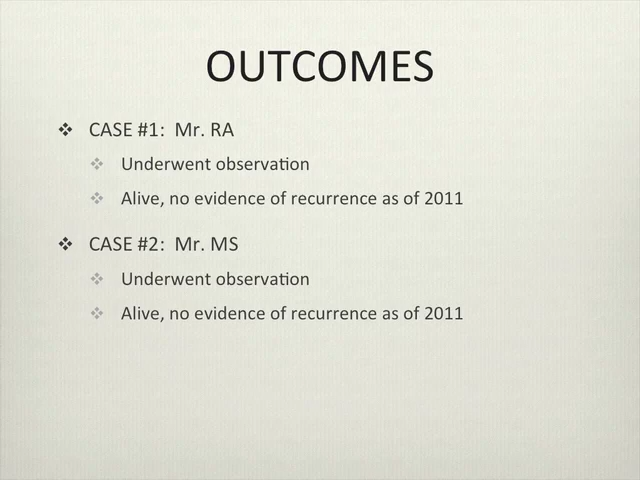 OUTCOMES
❖ CASE #1: Mr. RA
❖ Underwent observation
❖ Alive, no evidence of recurrence as of 2011
❖ CASE #2: Mr. MS
❖ Underwent observation
❖ Alive, no evidence of recurrence as of 2011